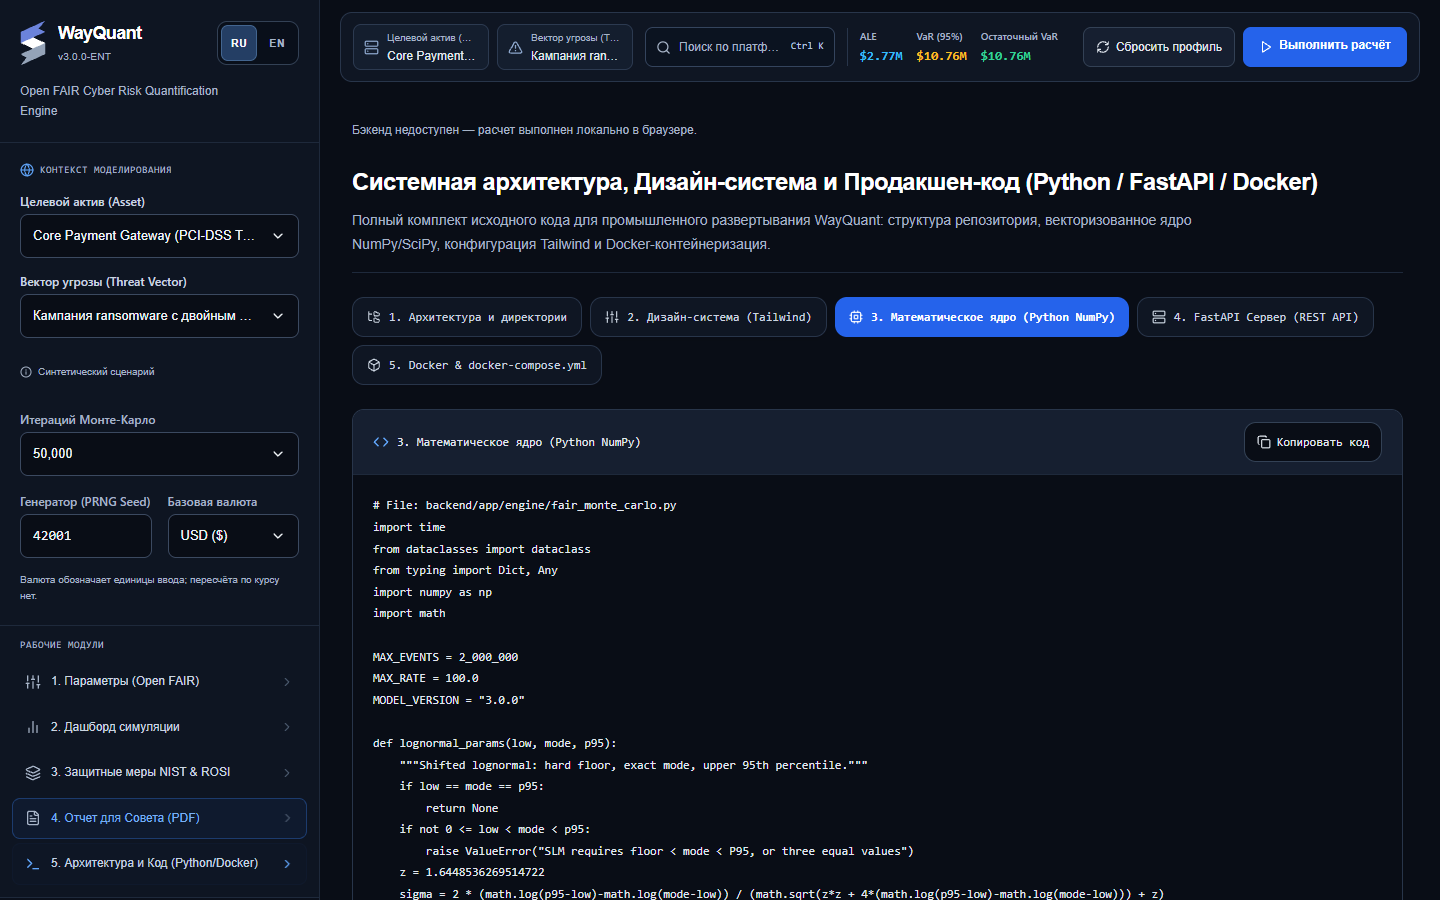 WayQuant
v3.0.0-ENT
RU
EN
Open FAIR Cyber Risk Quantification
Engine
КОНТЕКСТ МОДЕЛИРОВАНИЯ
Целевой актив (Asset)
Core Payment Gateway (PCI-DSS T...
Вектор угрозы (Threat Vector)
Кампания ransomware с двойным ...
Синтетический сценарий
Итераций Монте-Карло
50,000
Генератор (PRNG Seed)
Базовая валюта
42001
USD ($)
Валюта обозначает единицы ввода; пересчёта по курсу
нет.
РАБОЧИЕ МОДУЛИ
1. Параметры (Open FAIR)
2. Дашборд симуляции
3. Защитные меры NIST & ROSI
4. Отчет для Совета (PDF)
5. Архитектура и Код (Python/Docker)
Целевой актив (...
Core Payment...
Вектор угрозы (Т...
Кампания ran...
Поиск по платф...
Ctrl K
ALE
$2.77M
VaR (95%)
$10.76M
Остаточный VaR
$10.76M
Сбросить профиль
Выполнить расчёт
Бэкенд недоступен — расчет выполнен локально в браузере.
Системная архитектура, Дизайн-система и Продакшен-код (Python / FastAPI / Docker)
Полный комплект исходного кода для промышленного развертывания WayQuant: структура репозитория, векторизованное ядро
NumPy/SciPy, конфигурация Tailwind и Docker-контейнеризация.
1. Архитектура и директории
2. Дизайн-система (Tailwind)
3. Математическое ядро (Python NumPy)
4. FastAPI Сервер (REST API)
5. Docker & docker-compose.yml
3. Математическое ядро (Python NumPy)
Копировать код
# File: backend/app/engine/fair_monte_carlo.py
import time
from dataclasses import dataclass
from typing import Dict, Any
import numpy as np
import math
MAX_EVENTS = 2_000_000
MAX_RATE = 100.0
MODEL_VERSION = "3.0.0"
def lognormal_params(low, mode, p95):
"""Shifted lognormal: hard floor, exact mode, upper 95th percentile."""
if low == mode == p95:
return None
if not 0 <= low < mode < p95:
raise ValueError("SLM requires floor < mode < P95, or three equal values")
z = 1.6448536269514722
sigma = 2 * (math.log(p95-low)-math.log(mode-low)) / (math.sqrt(z*z + 4*(math.log(p95-low)-math.log(mode-low))) + z)